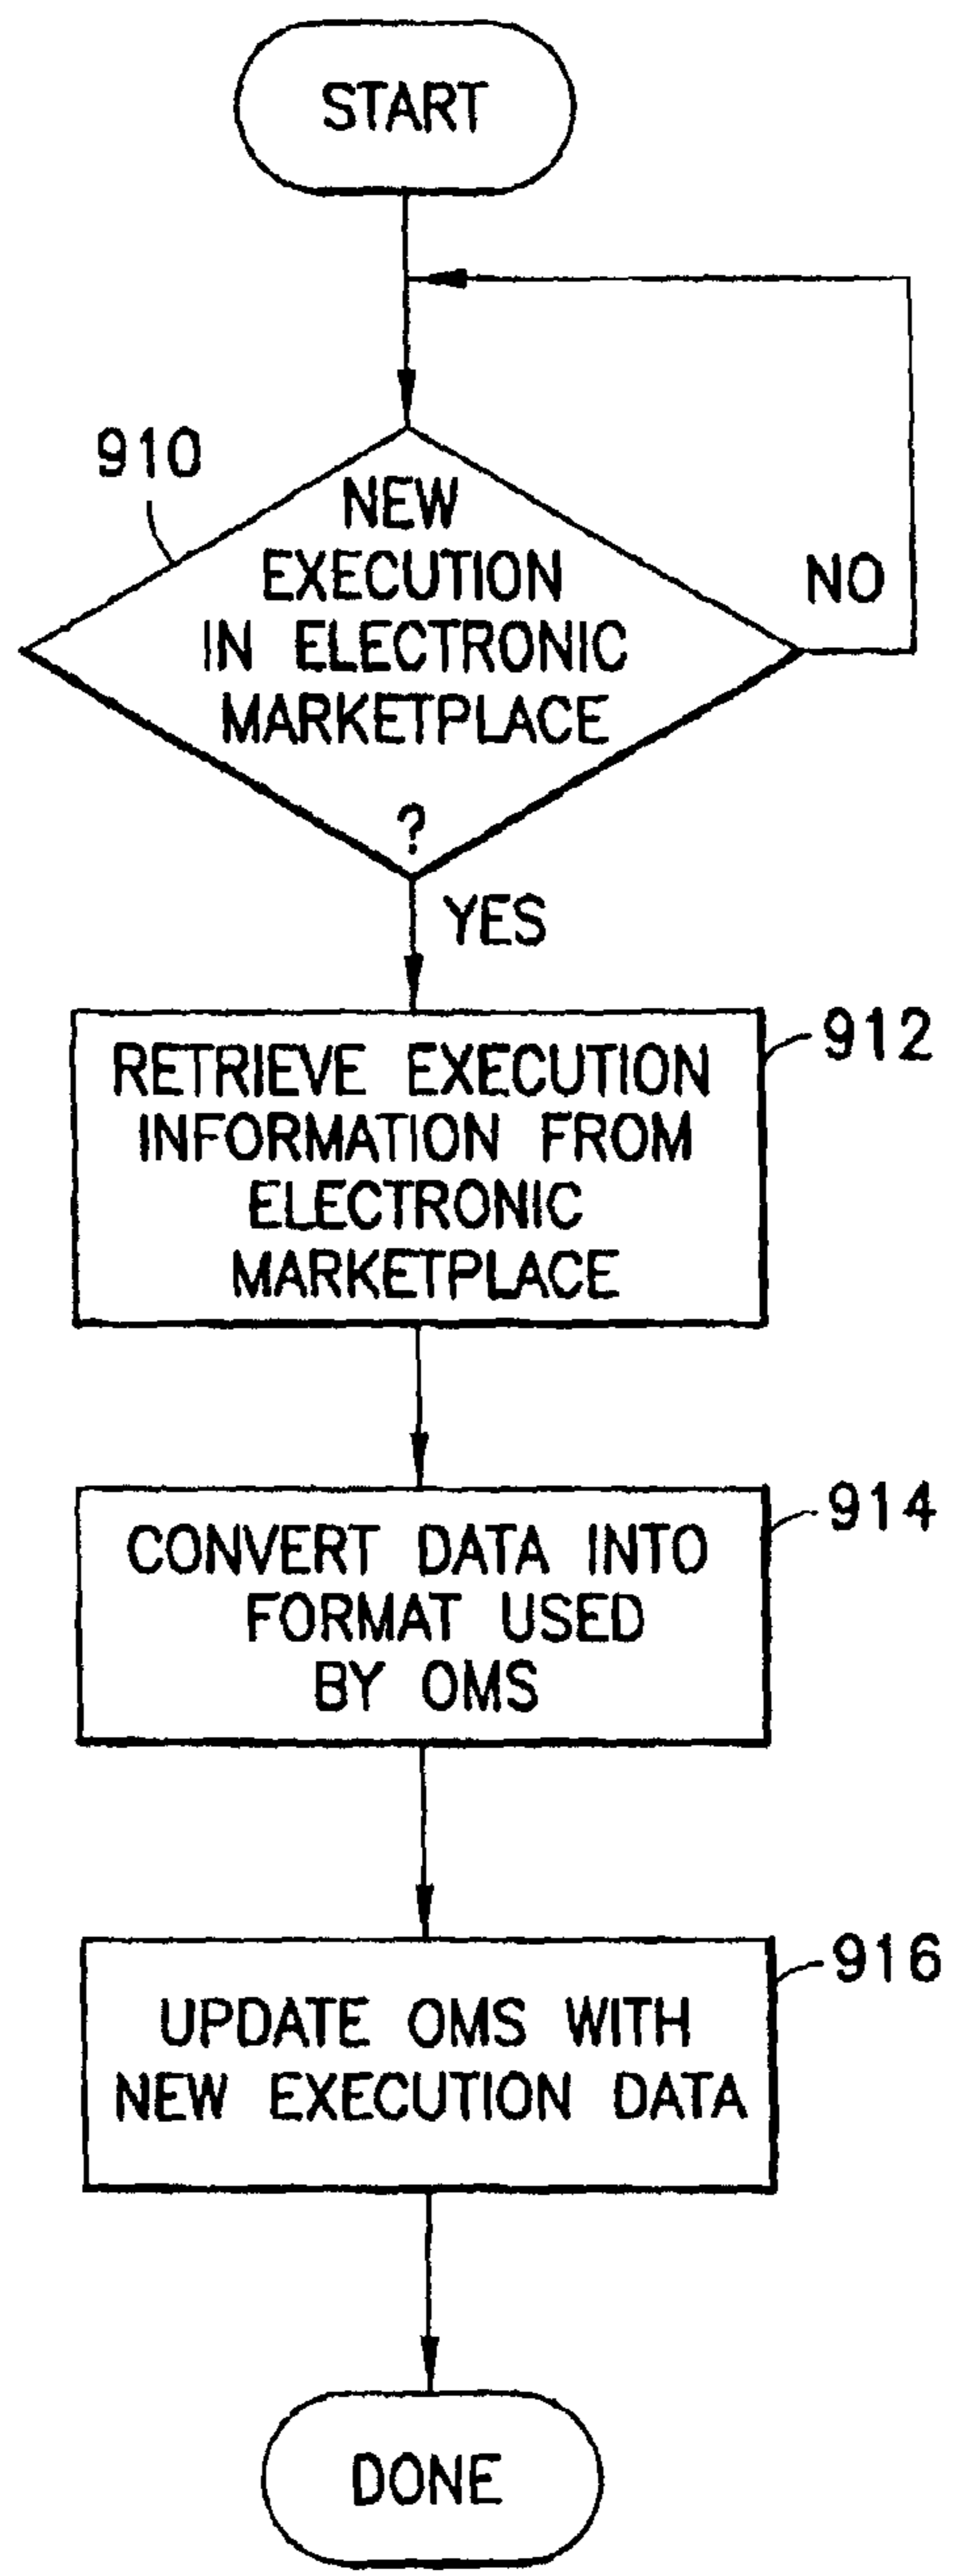 START
910
NEW
EXECUTION
IN ELECTRONIC
MARKETPLACE
?
NO
YES
912
RETRIEVE EXECUTION
INFORMATION FROM
ELECTRONIC
MARKETPLACE
914
CONVERT DATA INTO
FORMAT USED
BY OMS
916
UPDATE OMS WITH
NEW EXECUTION DATA
DONE